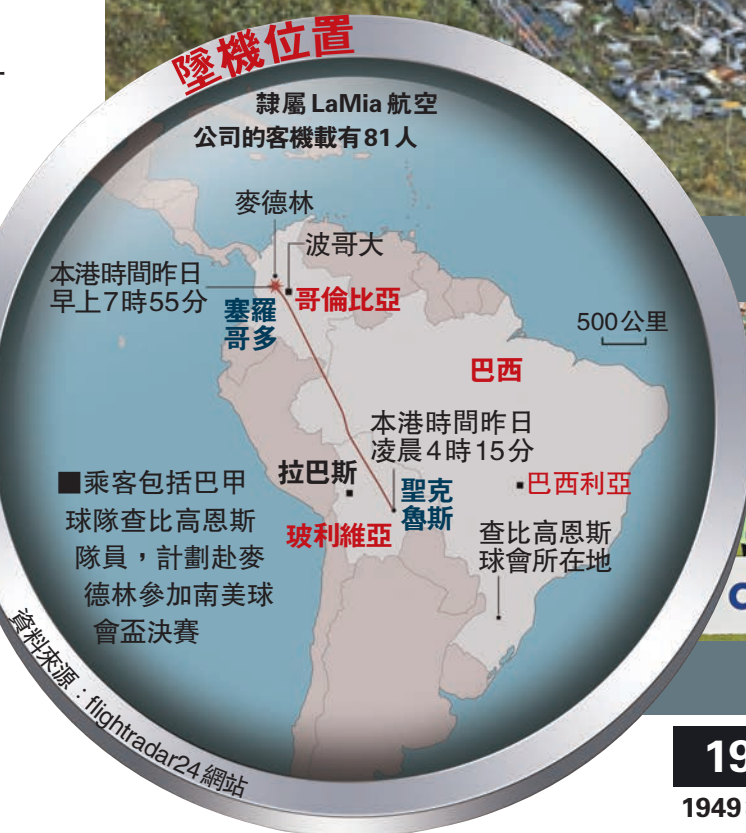 墜機位置
隸屬 LaMia 航空
公司的客機載有81人
麥德林
波哥大
本港時間昨日
早上7時55分
塞羅
哥多
哥倫比亞
500公里
巴西
本港時間昨日
凌晨4時15分
拉巴斯
聖克
魯斯
巴西利亞
玻利維亞
查比高恩斯
球會所在地
■乘客包括巴甲
球隊查比高恩斯
隊員，計劃赴麥
德林參加南美球
會盃決賽
資料來源：flightradar24網站
19
1949